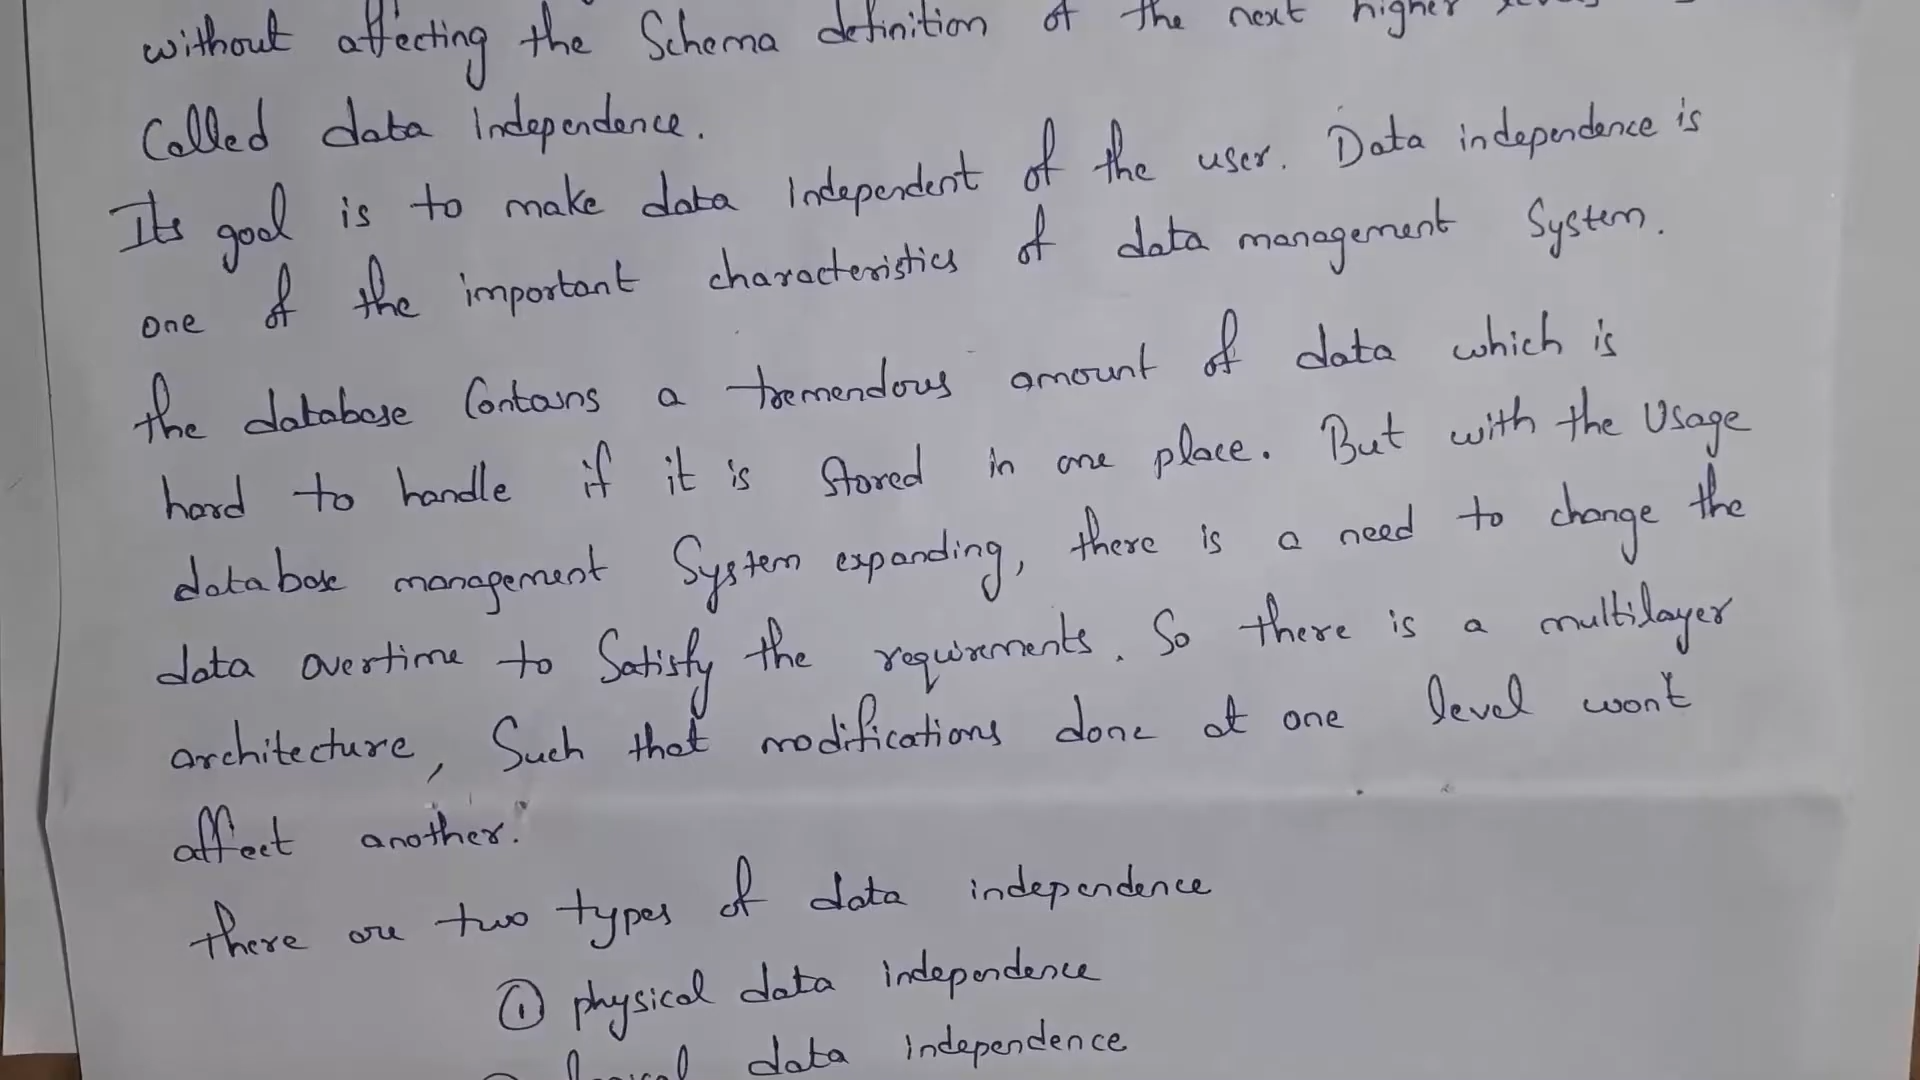 without affecting the Schema definition of the next higher
Called data Independence.
Its goal is to make data Independent of the user. Data independence is
one of the important characteristics of data management System.
the database Contains a tremendous amount of data which is
hard to handle if it is Stored in one place. But with the Usage
database management System expanding, there is a need to change the
data overtime to Satisfy the requirements. So there is a multilayer
architecture, Such that modifications done at one level won't
affect another.
there are two types of data independence
① physical data independence
logical data independence